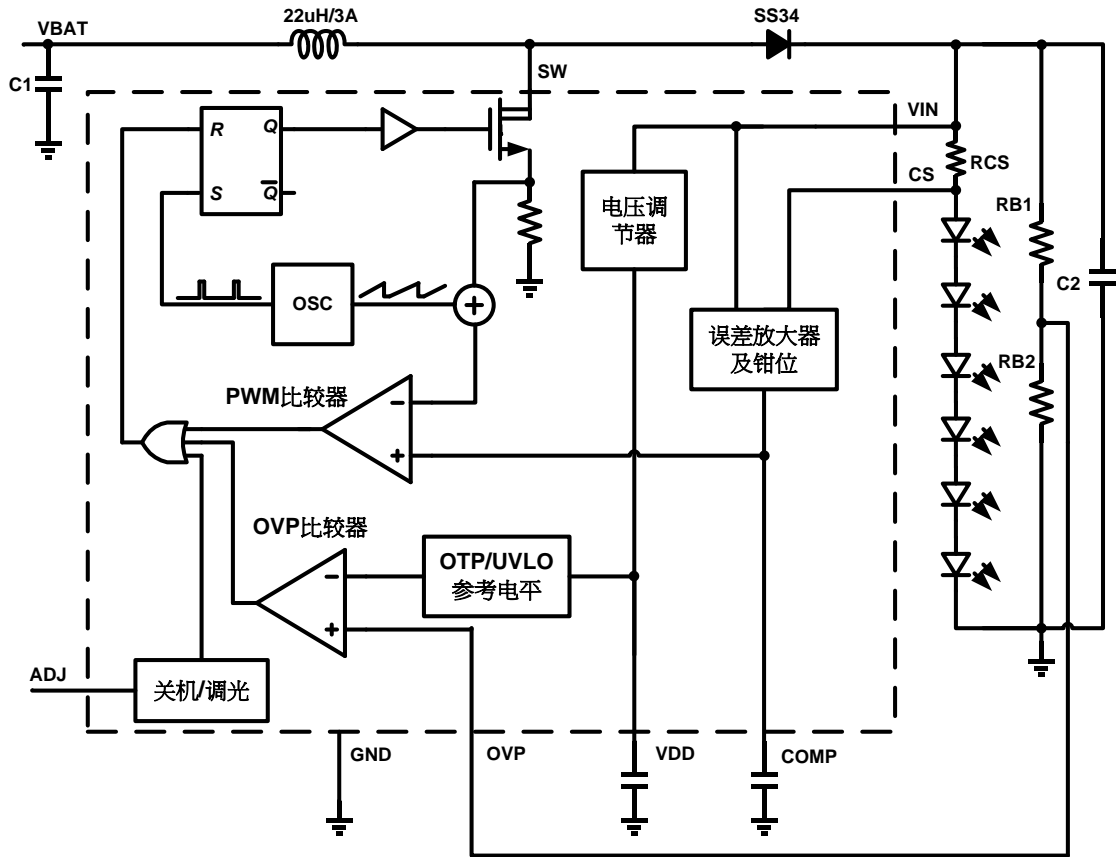 22uH/3A
SS34
VBAT
C1
SW
VIN
R
Q
S
Q
RCS
CS
电压调
节器
RB1
OSC
C2
误差放大器
及钳位
RB2
PWM比较器
OVP比较器
OTP/UVLO
参考电平
ADJ
关机/调光
GND
OVP
VDD
COMP